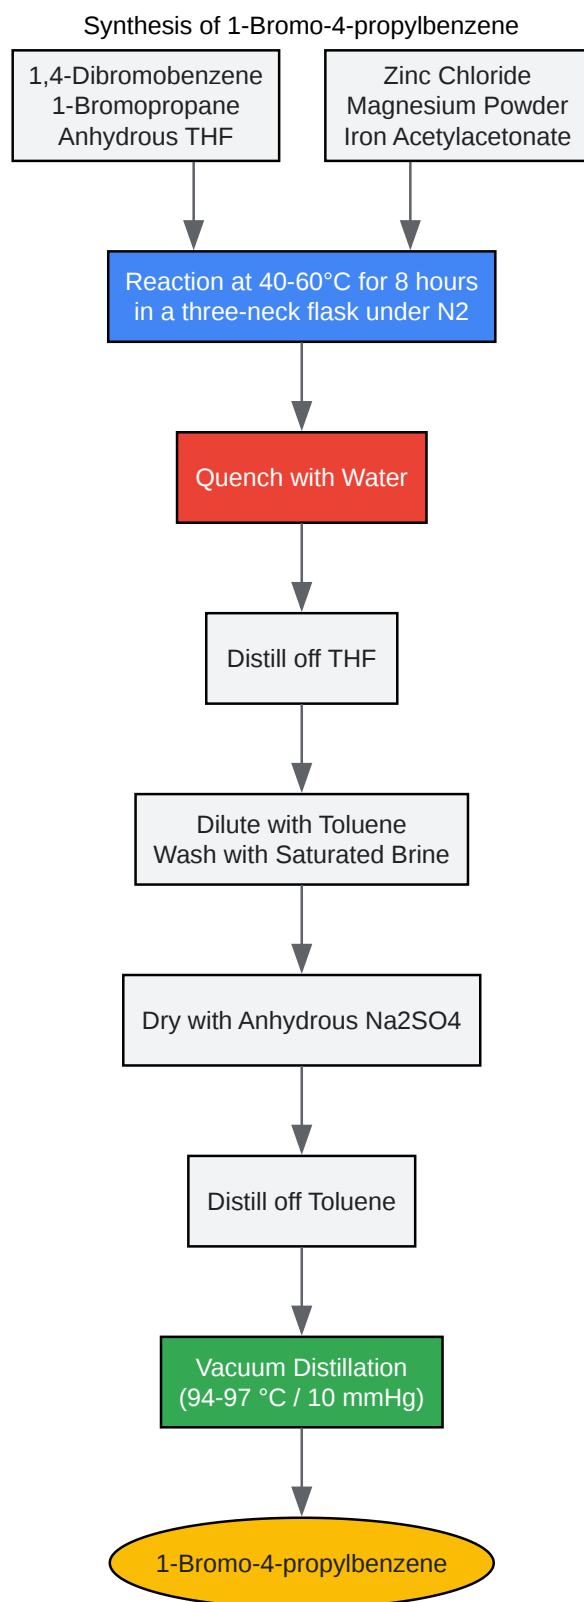 Synthesis of 1-Bromo-4-propylbenzene
1,4-Dibromobenzene
1-Bromopropane
Anhydrous THF
Zinc Chloride
Magnesium Powder
Iron Acetylacetonate
Reaction at 40-60°C for 8 hours
in a three-neck flask under N2
Quench with Water
Distill off THF
Dilute with Toluene
Wash with Saturated Brine
Dry with Anhydrous Na2SO4
Distill off Toluene
Vacuum Distillation
(94-97 °C / 10 mmHg)
1-Bromo-4-propylbenzene